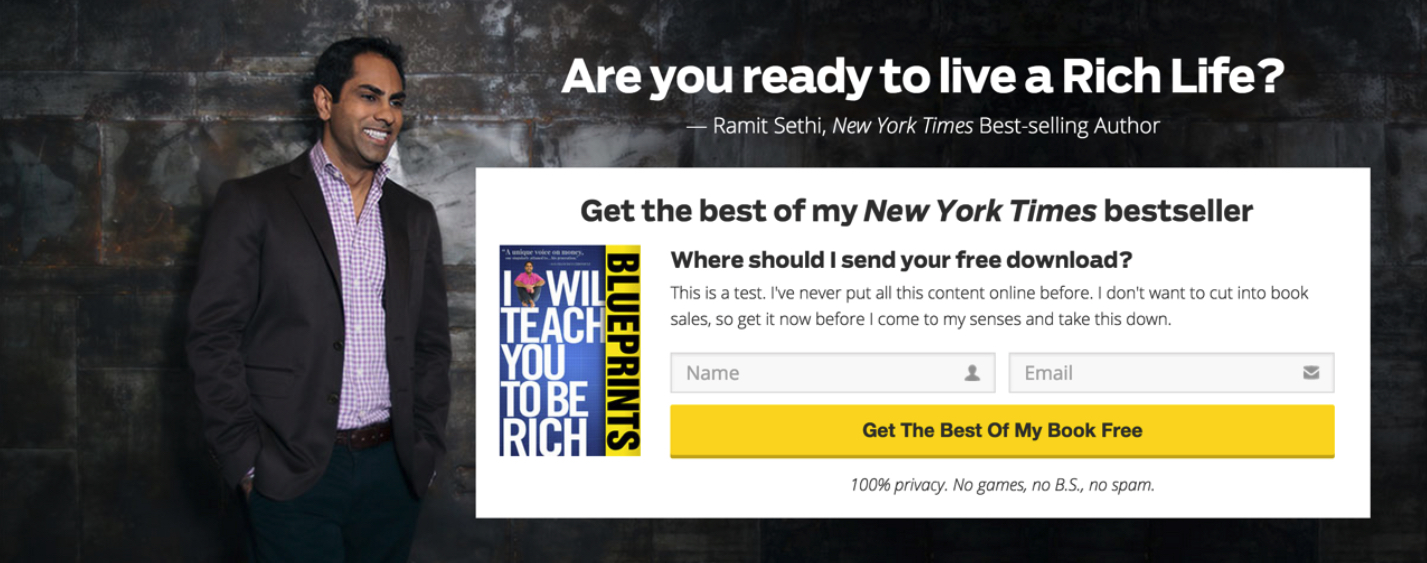 Are you ready to live a Rich Life?
— Ramit Sethi, New York Times Best-selling Author
Get the best of my New York Times bestseller
"A unique voice on money,
I WIL
TEACH
YOU
TO BE
RICH
BLUEPRINTS
Where should I send your free download?
This is a test. I've never put all this content online before. I don't want to cut into book
sales, so get it now before I come to my senses and take this down.
Name
Email
Get The Best Of My Book Free
100% privacy. No games, no B.S., no spam.